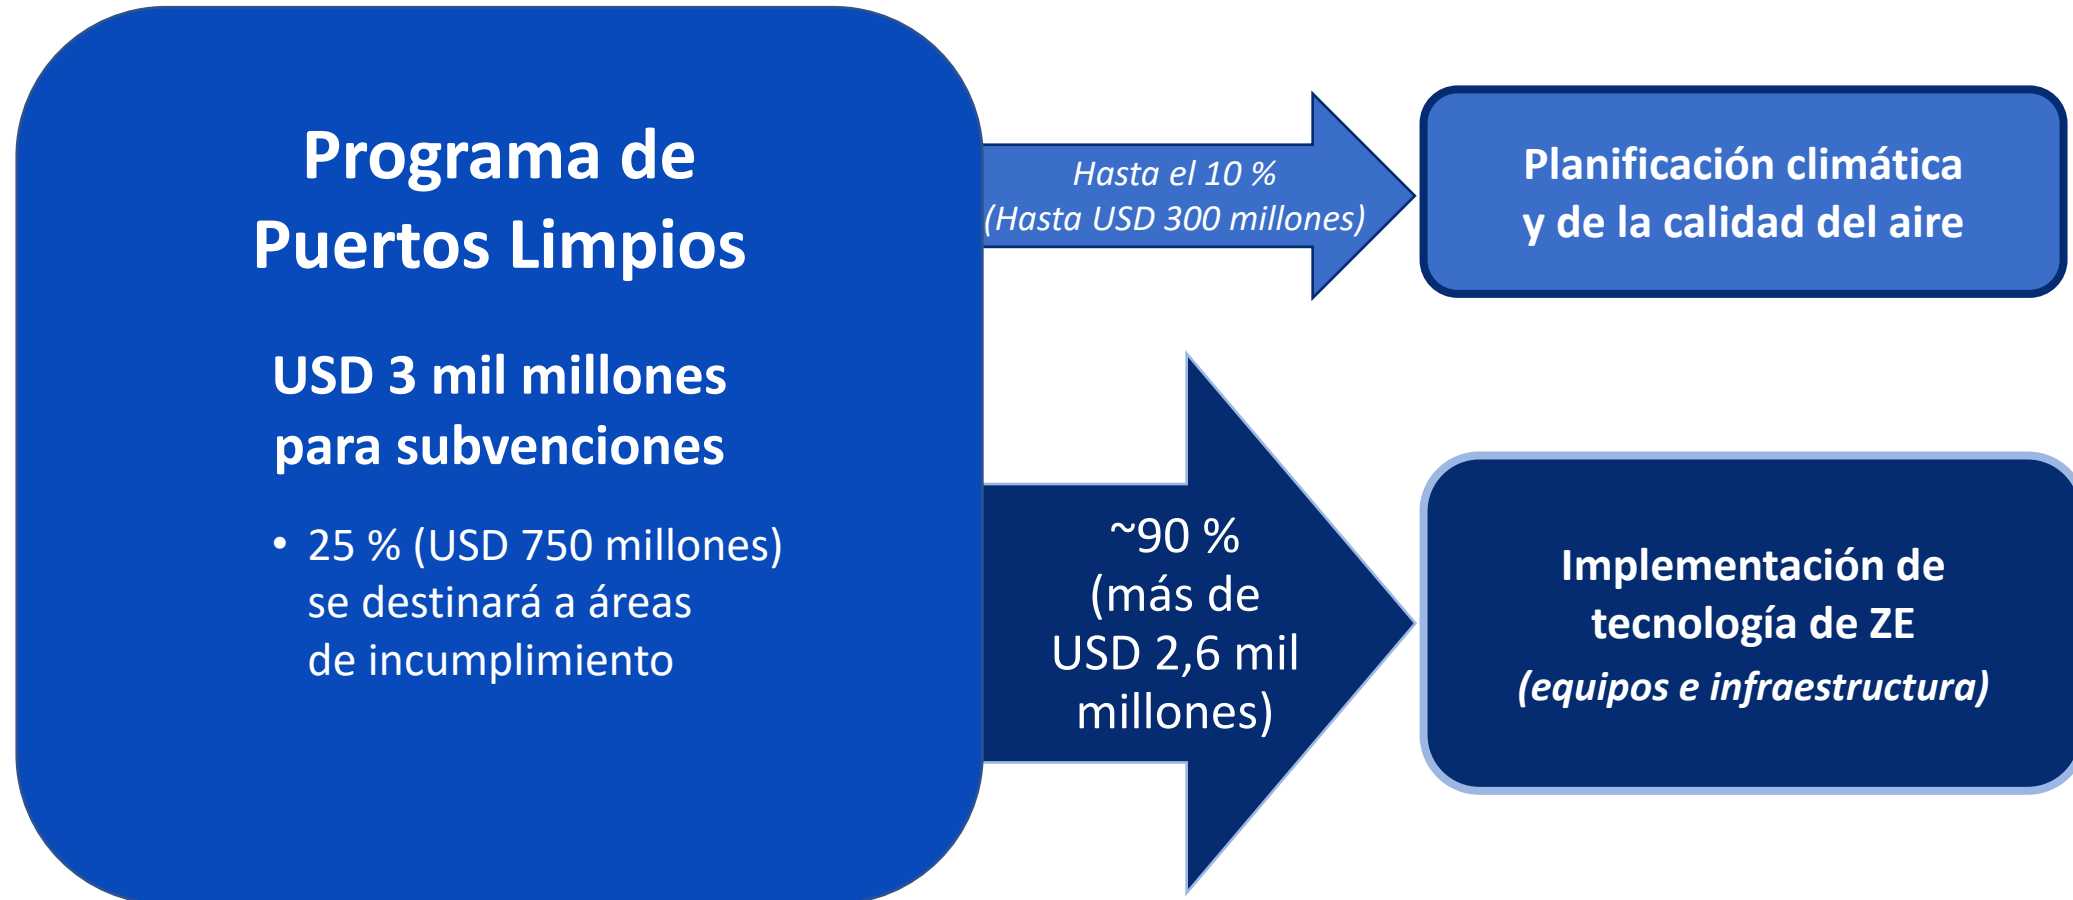 Programa de
Puertos Limpios
USD 3 mil millones
para subvenciones
• 25 % (USD 750 millones)
se destinará a áreas
de incumplimiento
Hasta el 10 %
(Hasta USD 300 millones)
Planificación climática
y de la calidad del aire
~90 %
(más de
USD 2,6 mil
millones)
Implementación de
tecnología de ZE
(equipos e infraestructura)